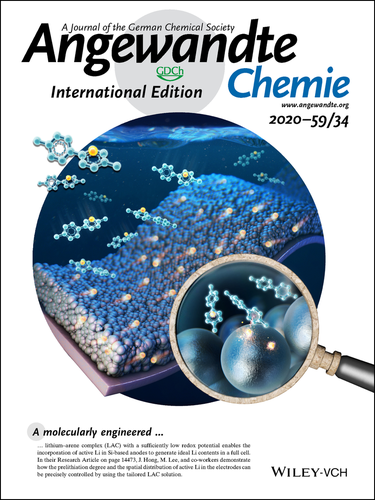 A Journal of the German Chemical Society
Angewandte
GDCh
International Edition
Chemie
www.angewandte.org
2020–59/34
A molecularly engineered ...
... lithium–arene complex (LAC) with a sufficiently low redox potential enables the
incorporation of active Li in Si-based anodes to generate ideal Li contents in a full cell.
In their Research Article on page 14473, J. Hong, M. Lee, and co-workers demonstrate
how the prelithiation degree and the spatial distribution of active Li in the electrodes can
be precisely controlled by using the tailored LAC solution.
WILEY-VCH